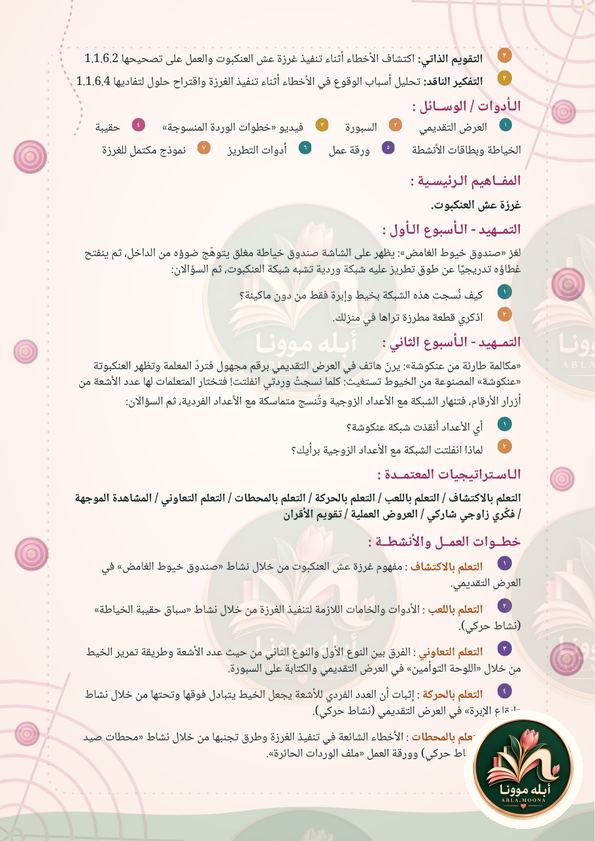 ٢ التقويم الذاتي: اكتشاف الأخطاء أثناء تنفيذ غرزة عش العنكبوت والعمل على تصحيحها 1.1.6.2
٣ التفكير الناقد: تحليل أسباب الوقوع في الأخطاء أثناء تنفيذ الغرزة واقتراح حلول لتفاديها 1.1.6.4
الأدوات / الوسائل :
١ العرض التقديمي ٢ السبورة ٣ فيديو «خطوات الوردة المنسوجة» ٤ حقيبة
الخياطة وبطاقات الأنشطة ٥ ورقة عمل ٦ أدوات التطريز ٧ نموذج مكتمل للغرزة
المفاهيم الرئيسية :
غرزة عش العنكبوت.
التمهيد - الأسبوع الأول :
لغز «صندوق خيوط الغامض»: يظهر على الشاشة صندوق خياطة مغلق يتوهّج ضوؤه من الداخل، ثم ينفتح
غطاؤه تدريجيًا عن طوق تطريز عليه شبكة وردية تشبه شبكة العنكبوت، ثم السؤالان:
١ كيف نُسجت هذه الشبكة بخيط وإبرة فقط من دون ماكينة؟
٢ اذكري قطعة مطرزة تراها في منزلك.
التمهيد - الأسبوع الثاني :
«مكالمة طارئة من عنكوشة»: يرنّ هاتف في العرض التقديمي برقم مجهول فتردّ المعلمة وتظهر العنكبوتة
«عنكوشة» المصنوعة من الخيوط تستغيث: كلما نسجتُ وردتي انفلتت! فتختار المتعلمات لها عدد الأشعة من
أزرار الأرقام، فتنهار الشبكة مع الأعداد الزوجية وتُنسج متماسكة مع الأعداد الفردية، ثم السؤالان:
١ أي الأعداد أنقذت شبكة عنكوشة؟
٢ لماذا انفلتت الشبكة مع الأعداد الزوجية برأيك؟
الاستراتيجيات المعتمدة :
التعلم بالاكتشاف / التعلم باللعب / التعلم بالحركة / التعلم بالمحطات / التعلم التعاوني / المشاهدة الموجهة
/ فكّري زاوجي شاركي / العروض العملية / تقويم الأقران
خطوات العمل والأنشطة :
١ التعلم بالاكتشاف : مفهوم غرزة عش العنكبوت من خلال نشاط «صندوق خيوط الغامض» في
العرض التقديمي.
٢ التعلم باللعب : الأدوات والخامات اللازمة لتنفيذ الغرزة من خلال نشاط «سباق حقيبة الخياطة»
(نشاط حركي).
٣ التعلم التعاوني : الفرق بين النوع الأول والنوع الثاني من حيث عدد الأشعة وطريقة تمرير الخيط
من خلال «اللوحة التوأمين» في العرض التقديمي والكتابة على السبورة.
٤ التعلم بالحركة : إثبات أن العدد الفردي للأشعة يجعل الخيط يتبادل فوقها وتحتها من خلال نشاط
الإبرة» في العرض التقديمي (نشاط حركي).
بالمحطات : الأخطاء الشائعة في تنفيذ الغرزة وطرق تجنبها من خلال نشاط «محطات صيد
حركي) وورقة العمل «ملف الوردات الحائرة».
أبله موونا
ABLA.MOONA